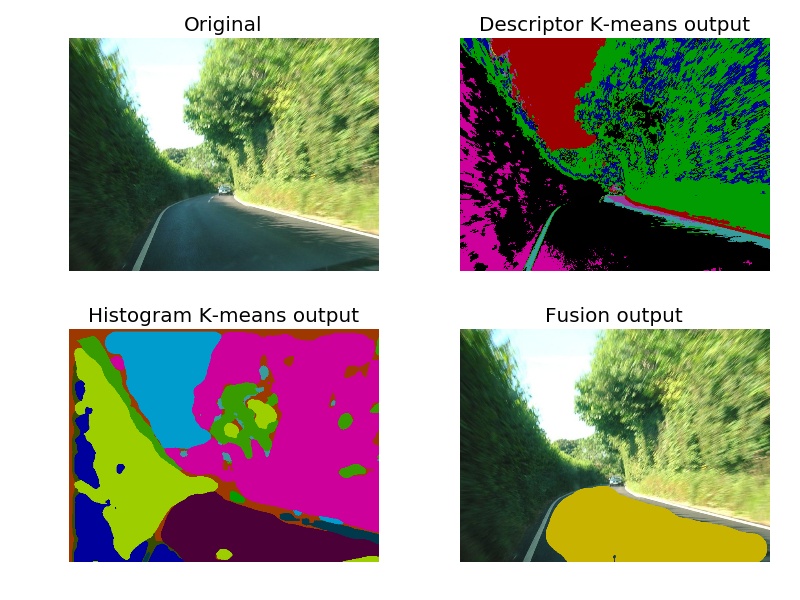 Original
Descriptor K-means output
Histogram K-means output
Fusion output